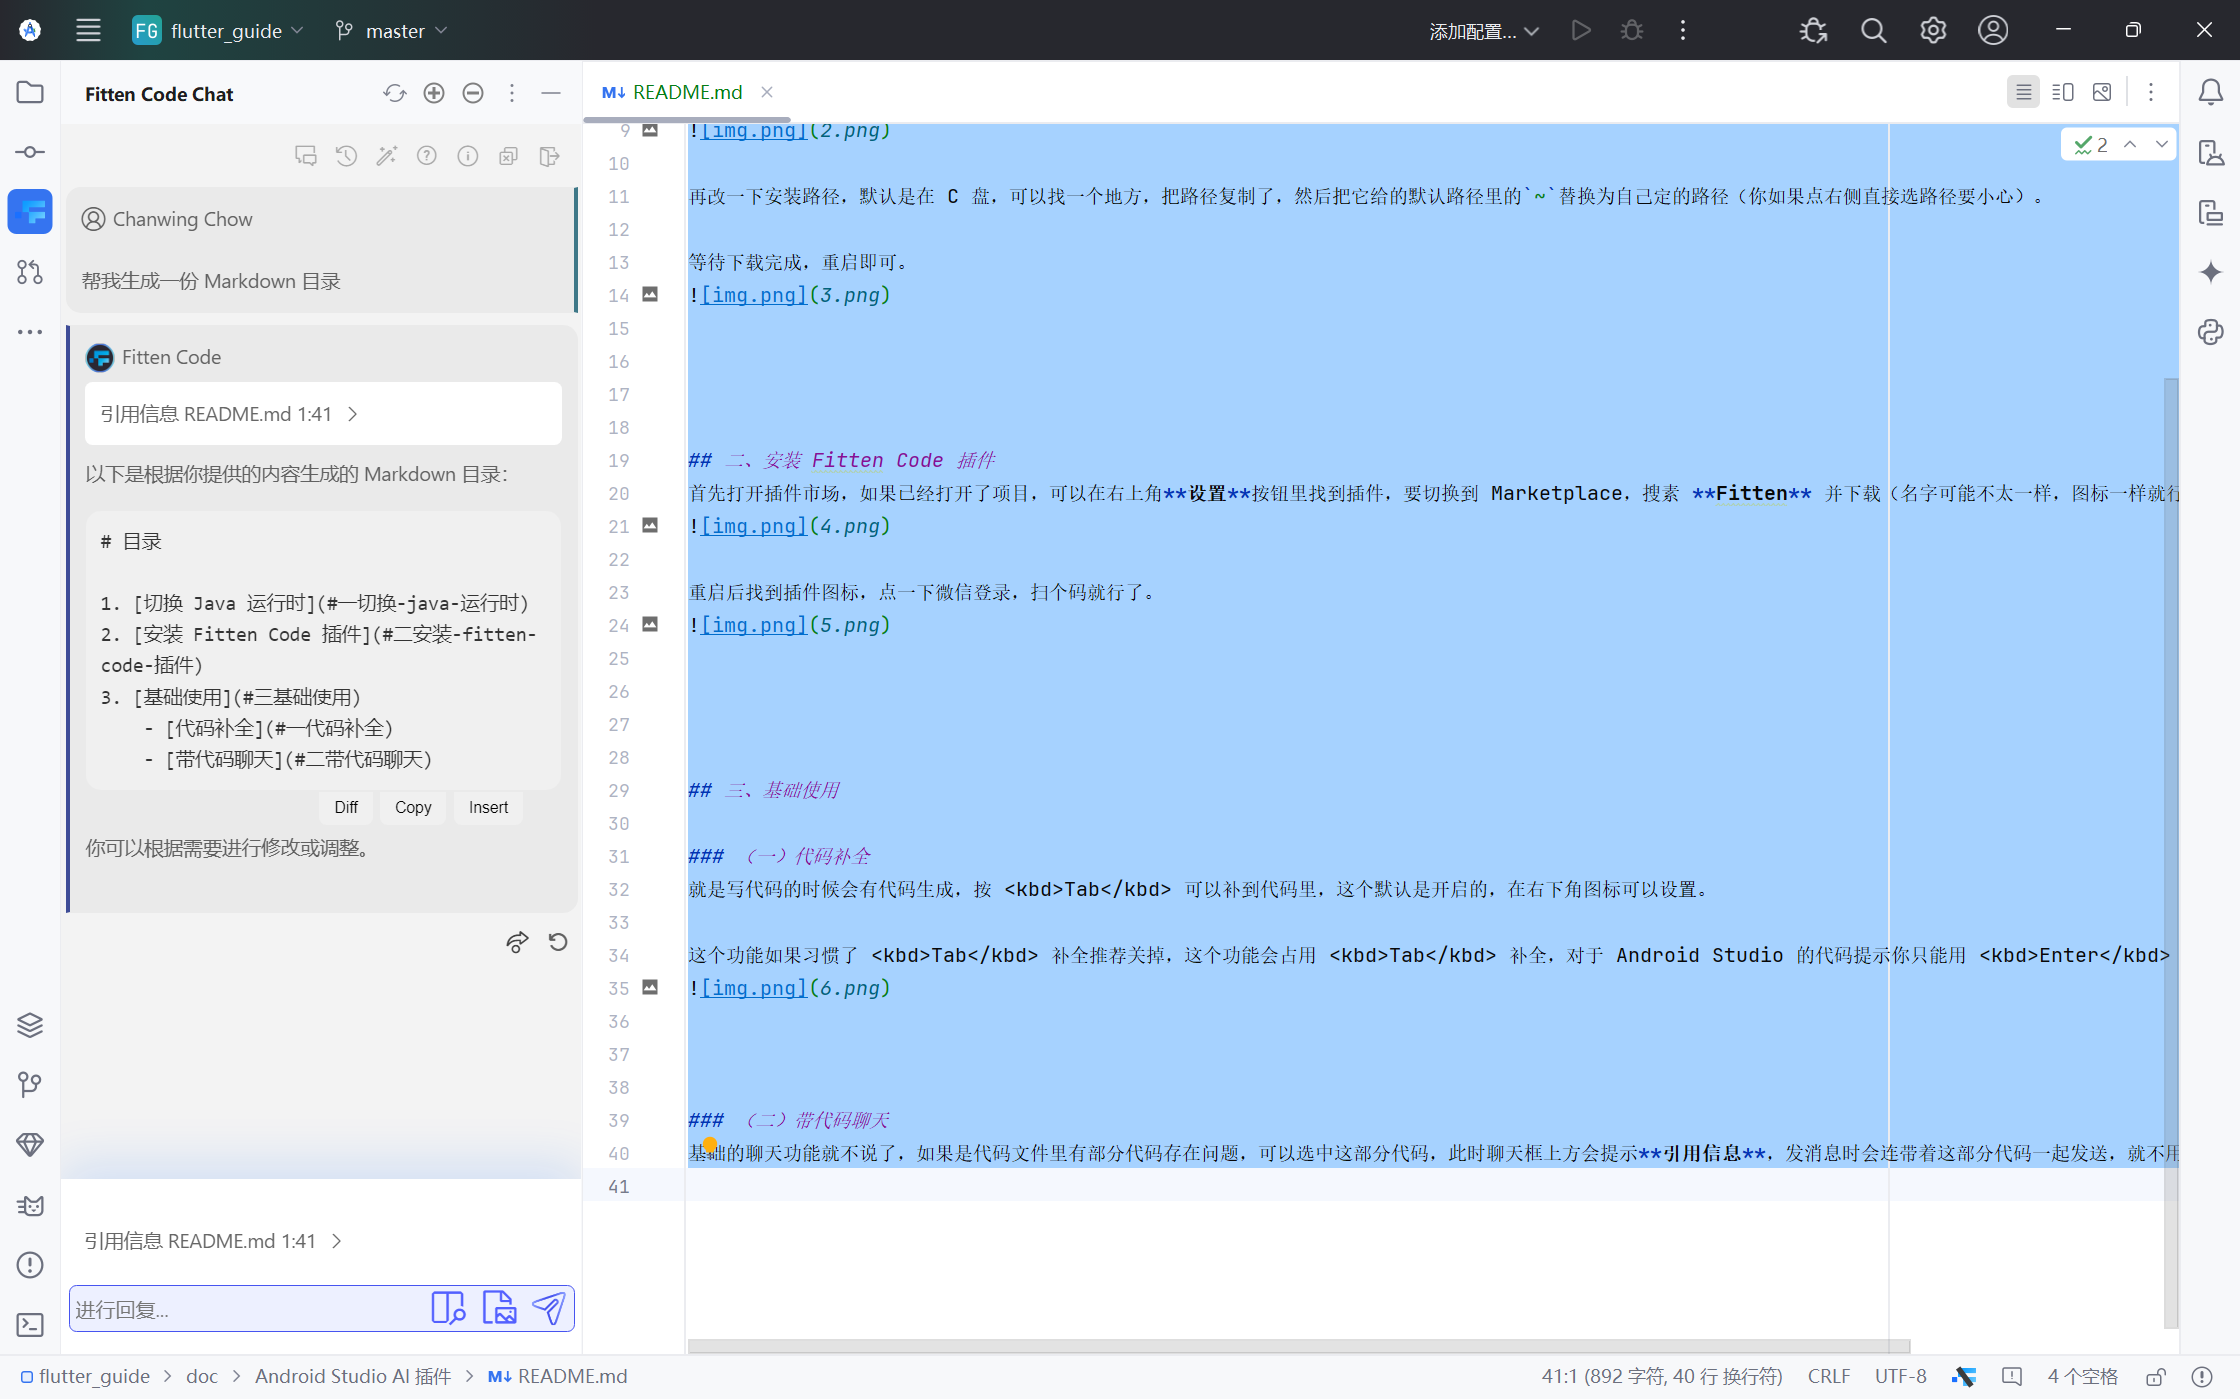 FG flutter_guide master 添加配置...
Fitten Code Chat
Chanwing Chow
帮我生成一份 Markdown 目录
Fitten Code
引用信息 README.md 1:41 >
以下是根据你提供的内容生成的 Markdown 目录：
# 目录
1. [切换 Java 运行时](#一切换-java-运行时)
2. [安装 Fitten Code 插件](#二安装-fitten-
code-插件)
3. [基础使用](#三基础使用)
- [代码补全](#一代码补全)
- [带代码聊天](#二带代码聊天)
Diff Copy Insert
你可以根据需要进行修改或调整。
引用信息 README.md 1:41 >
进行回复...
M↓ README.md
2
9 ![img.png](2.png)
10
11 再改一下安装路径，默认是在 C 盘，可以找一个地方，把路径复制了，然后把它给的默认路径里的`~`替换为自己定的路径（你如果点右侧直接选路径要小心）。
12
13 等待下载完成，重启即可。
14 ![img.png](3.png)
15
16
17
18
19 ## 二、安装 Fitten Code 插件
20 首先打开插件市场，如果已经打开了项目，可以在右上角**设置**按钮里找到插件，要切换到 Marketplace，搜素 **Fitten** 并下载（名字可能不太一样，图标一样就行
21 ![img.png](4.png)
22
23 重启后找到插件图标，点一下微信登录，扫个码就行了。
24 ![img.png](5.png)
25
26
27
28
29 ## 三、基础使用
30
31 ### （一）代码补全
32 就是写代码的时候会有代码生成，按 <kbd>Tab</kbd> 可以补到代码里，这个默认是开启的，在右下角图标可以设置。
33
34 这个功能如果习惯了 <kbd>Tab</kbd> 补全推荐关掉，这个功能会占用 <kbd>Tab</kbd> 补全，对于 Android Studio 的代码提示你只能用 <kbd>Enter</kbd>
35 ![img.png](6.png)
36
37
38
39 ### （二）带代码聊天
40 基础的聊天功能就不说了，如果是代码文件里有部分代码存在问题，可以选中这部分代码，此时聊天框上方会提示**引用信息**，发消息时会连带着这部分代码一起发送，就不用
41
flutter_guide > doc > Android Studio AI 插件 > M↓ README.md
41:1 (892 字符, 40 行 换行符) CRLF UTF-8 4 个空格